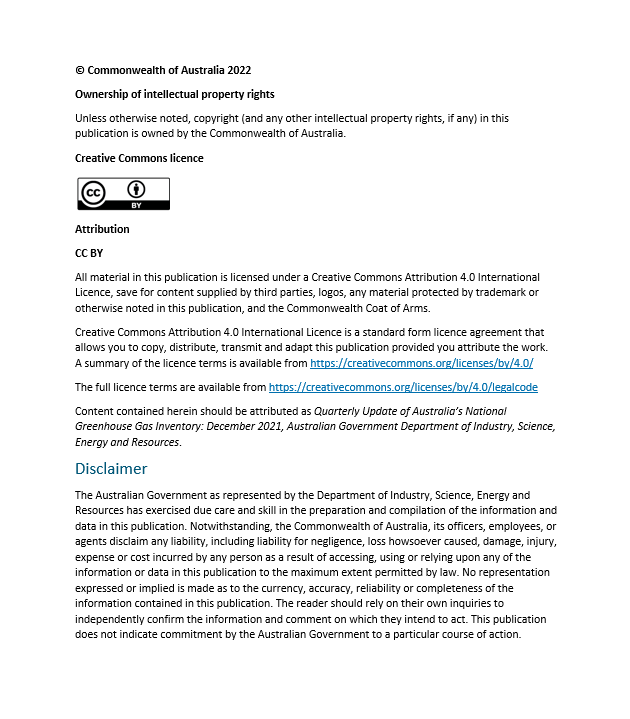 © Commonwealth of Australia 2022
Ownership of intellectual property rights
Unless otherwise noted, copyright (and any other intellectual property rights, if any) in this
publication is owned by the Commonwealth of Australia.
Creative Commons licence
cc
BY
Attribution
CC BY
All material in this publication is licensed under a Creative Commons Attribution 4.0 International
Licence, save for content supplied by third parties, logos, any material protected by trademark or
otherwise noted in this publication, and the Commonwealth Coat of Arms.
Creative Commons Attribution 4.0 International Licence is a standard form licence agreement that
allows you to copy, distribute, transmit and adapt this publication provided you attribute the work.
A summary of the licence terms is available from https://creativecommons.org/licenses/by/4.0/
The full licence terms are available from https://creativecommons.org/licenses/by/4.0/legalcode
Content contained herein should be attributed as Quarterly Update of Australia’s National
Greenhouse Gas Inventory: December 2021, Australian Government Department of Industry, Science,
Energy and Resources.
Disclaimer
The Australian Government as represented by the Department of Industry, Science, Energy and
Resources has exercised due care and skill in the preparation and compilation of the information and
data in this publication. Notwithstanding, the Commonwealth of Australia, its officers, employees, or
agents disclaim any liability, including liability for negligence, loss howsoever caused, damage, injury,
expense or cost incurred by any person as a result of accessing, using or relying upon any of the
information or data in this publication to the maximum extent permitted by law. No representation
expressed or implied is made as to the currency, accuracy, reliability or completeness of the
information contained in this publication. The reader should rely on their own inquiries to
independently confirm the information and comment on which they intend to act. This publication
does not indicate commitment by the Australian Government to a particular course of action.